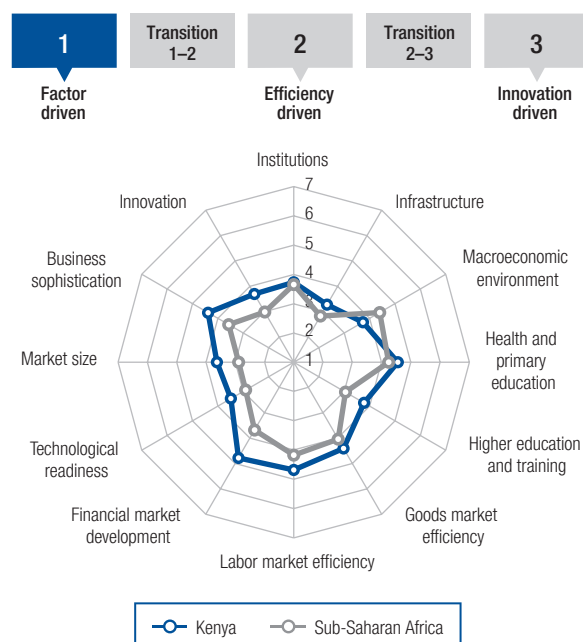 1
Transition
1–2
2
Transition
2–3
3
Factor
driven
Efficiency
driven
Innovation
driven
Institutions
7
Innovation
6
Infrastructure
5
Business
sophistication
4
Macroeconomic
environment
3
2
Market size
1
Health and
primary
education
Technological
readiness
Higher education
and training
Financial market
development
Goods market
efficiency
Labor market efficiency
Kenya
Sub-Saharan Africa